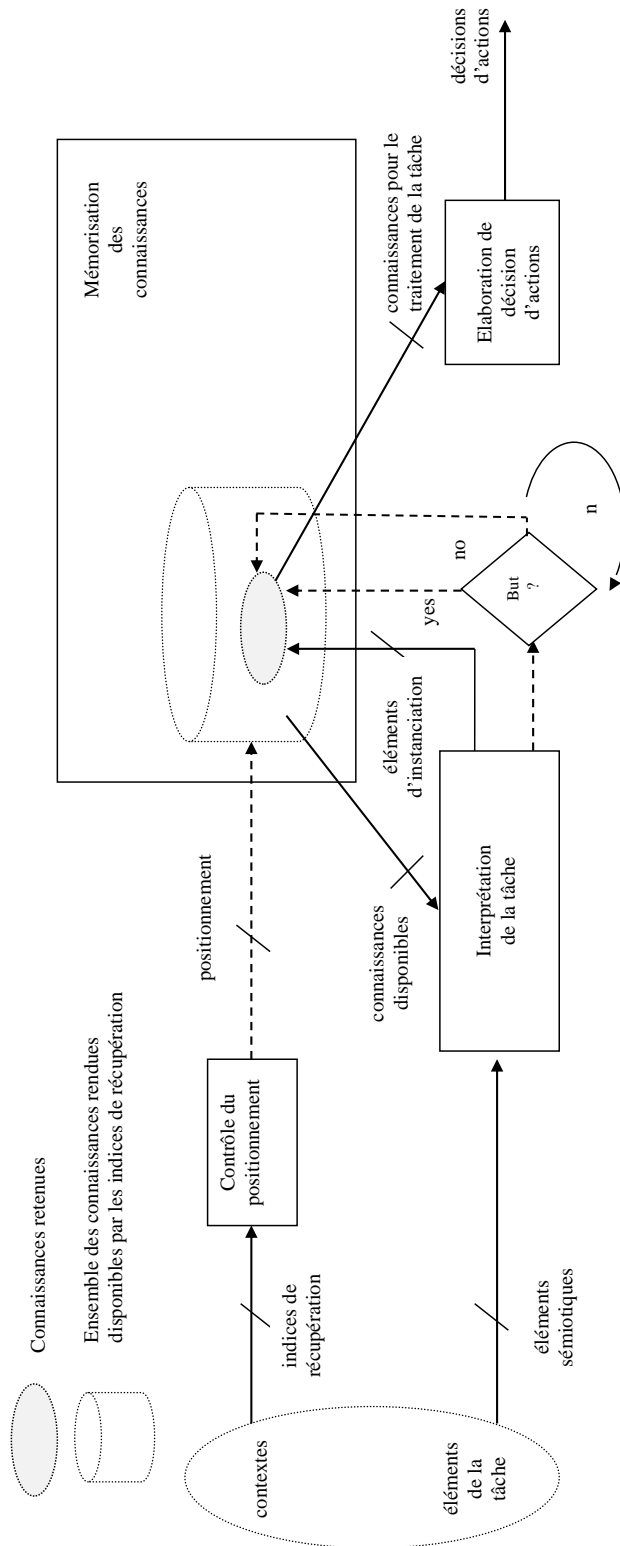 Connaissances retenues
Ensemble des connaissances rendues
disponibles par les indices de récupération
contextes
indices de
récupération
Contrôle du
positionnement
positionnement
Mémorisation
des
connaissances
éléments
de la
tâche
éléments
sémiotiques
Interprétation
de la tâche
connaissances
disponibles
éléments
d'instanciation
yes
no
But
?
n
connaissances pour le
traitement de la tâche
Elaboration de
décision
d'actions
décisions
d'actions